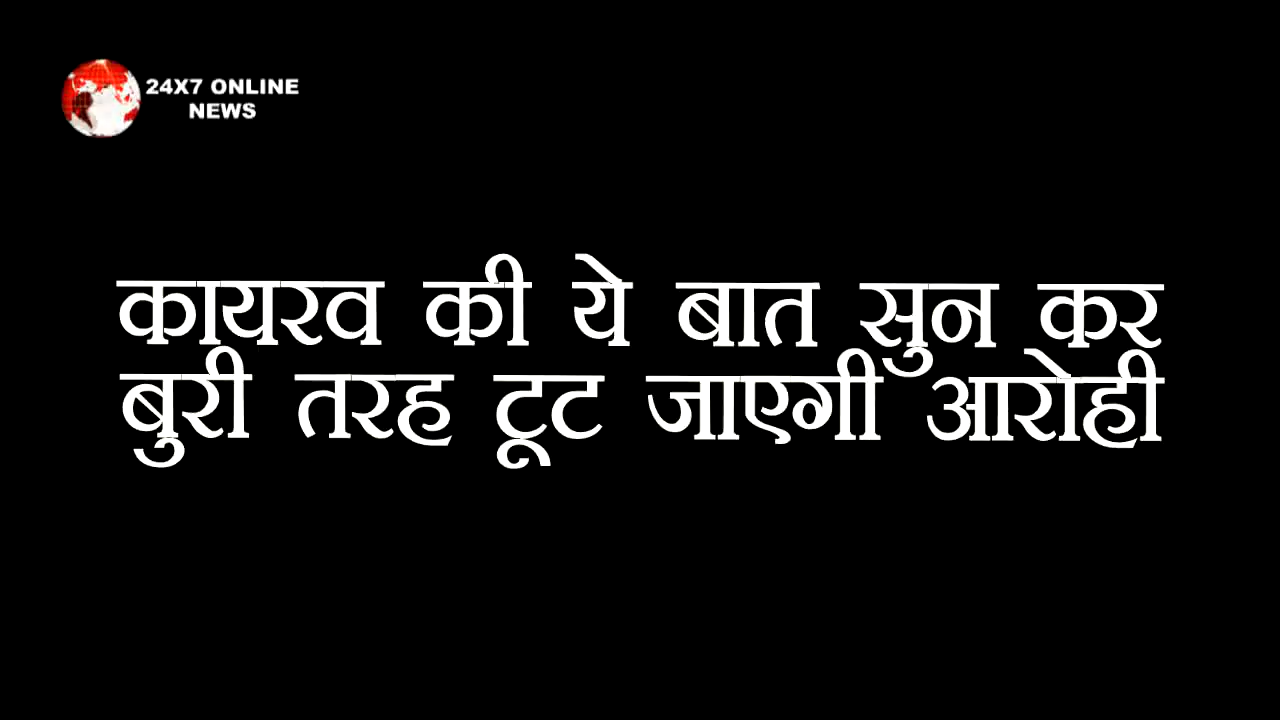 24X7 ONLINE
NEWS
कायरव की ये बात सुन कर
बुरी तरह टूट जाएगी आरोही